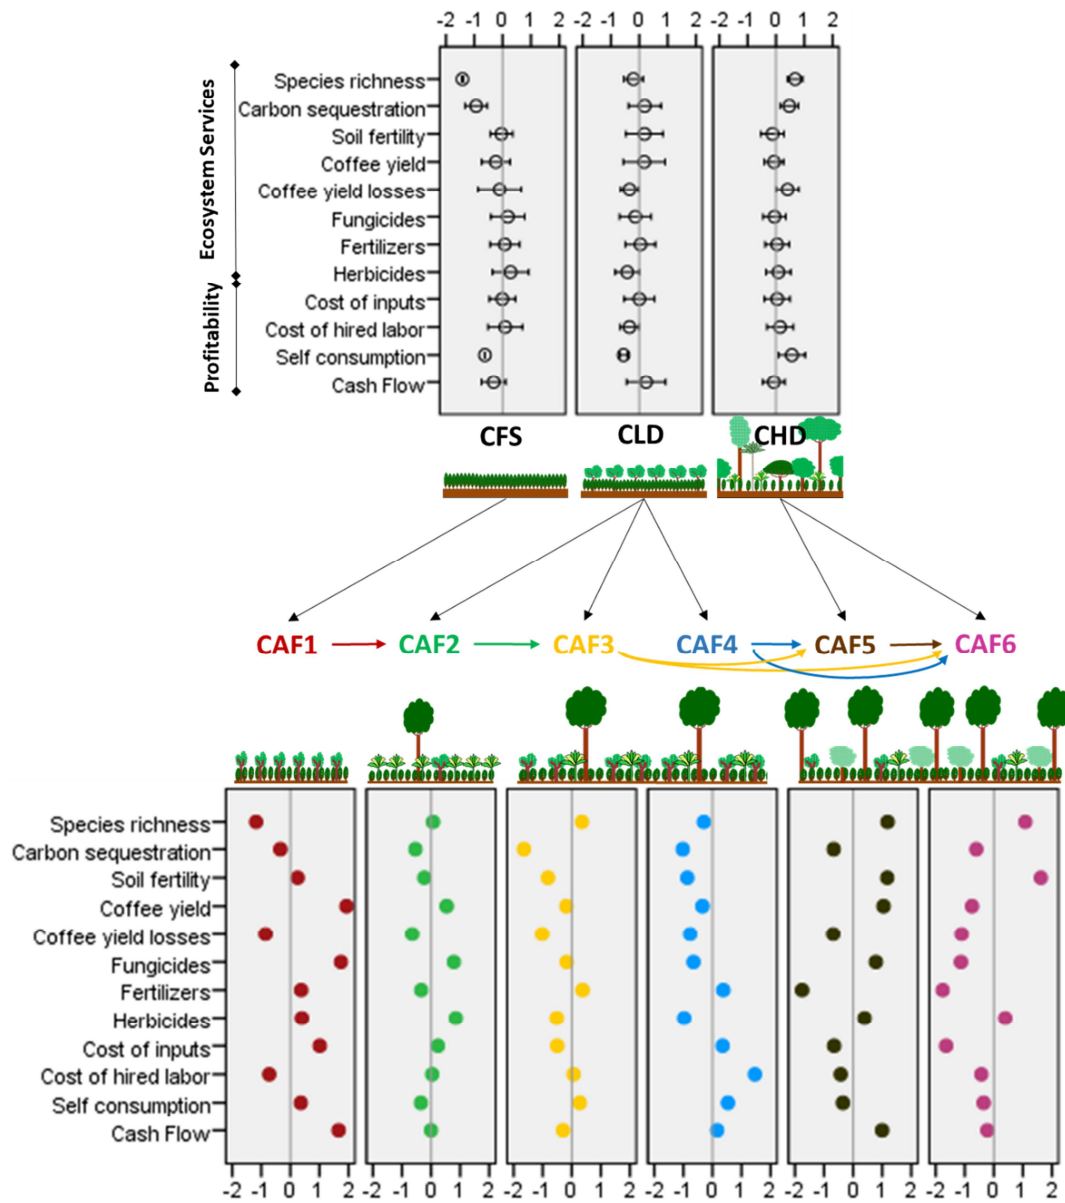 -2 -1 0 1 2 -2 -1 0 1 2 -2 -1 0 1 2
Ecosystem Services
Profitability
Species richness
Carbon sequestration
Soil fertility
Coffee yield
Coffee yield losses
Fungicides
Fertilizers
Herbicides
Cost of inputs
Cost of hired labor
Self consumption
Cash Flow
CFS CLD CHD
CAF1 CAF2 CAF3 CAF4 CAF5 CAF6
Species richness
Carbon sequestration
Soil fertility
Coffee yield
Coffee yield losses
Fungicides
Fertilizers
Herbicides
Cost of inputs
Cost of hired labor
Self consumption
Cash Flow
-2 -1 0 1 2 -2 -1 0 1 2 -2 -1 0 1 2 -2 -1 0 1 2 -2 -1 0 1 2 -2 -1 0 1 2